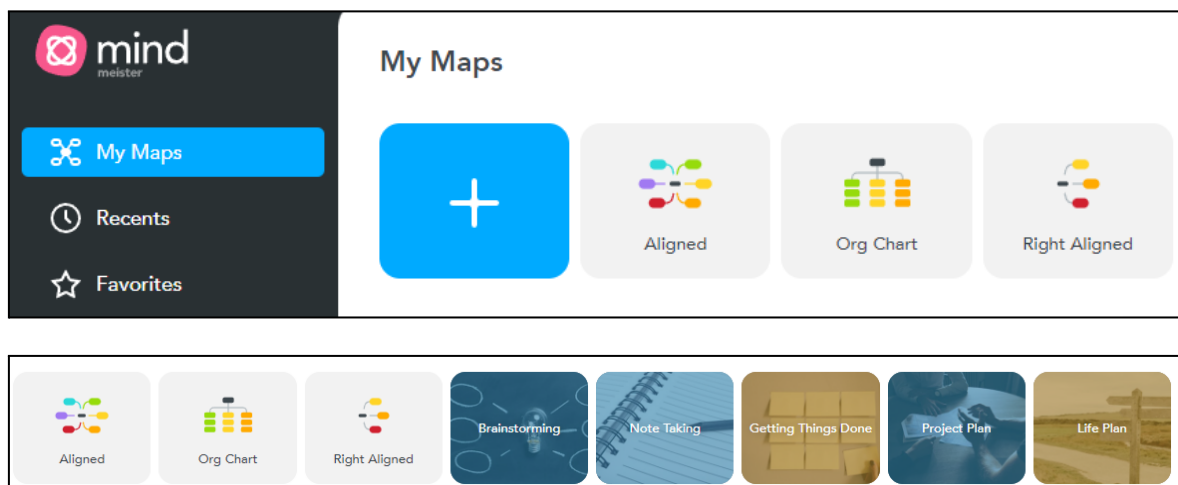 mind
meister
My Maps
My Maps
Recents
Favorites
Aligned
Org Chart
Right Aligned
Aligned
Org Chart
Right Aligned
Brainstorming
Note Taking
Getting Things Done
Project Plan
Life Plan